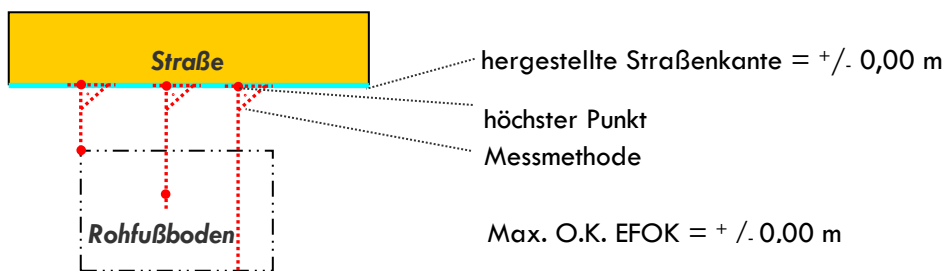 Straße
hergestellte Straßenkante = +/- 0,00 m
höchster Punkt
Messmethode
Rohfußboden
Max. O.K. EFOK = + /- 0,00 m